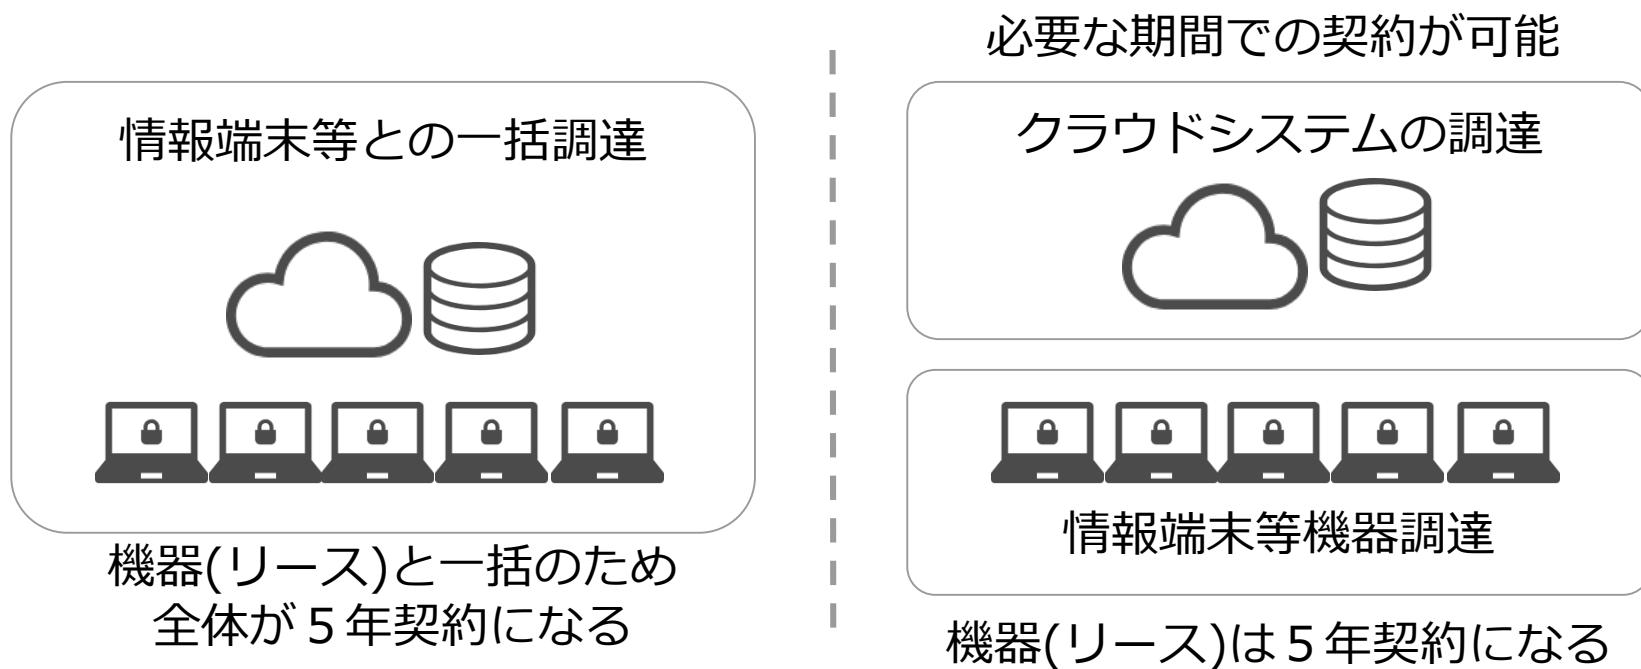 情報端末等との一括調達
機器(リース)と一括のため
全体が５年契約になる
必要な期間での契約が可能
クラウドシステムの調達
情報端末等機器調達
機器(リース)は５年契約になる